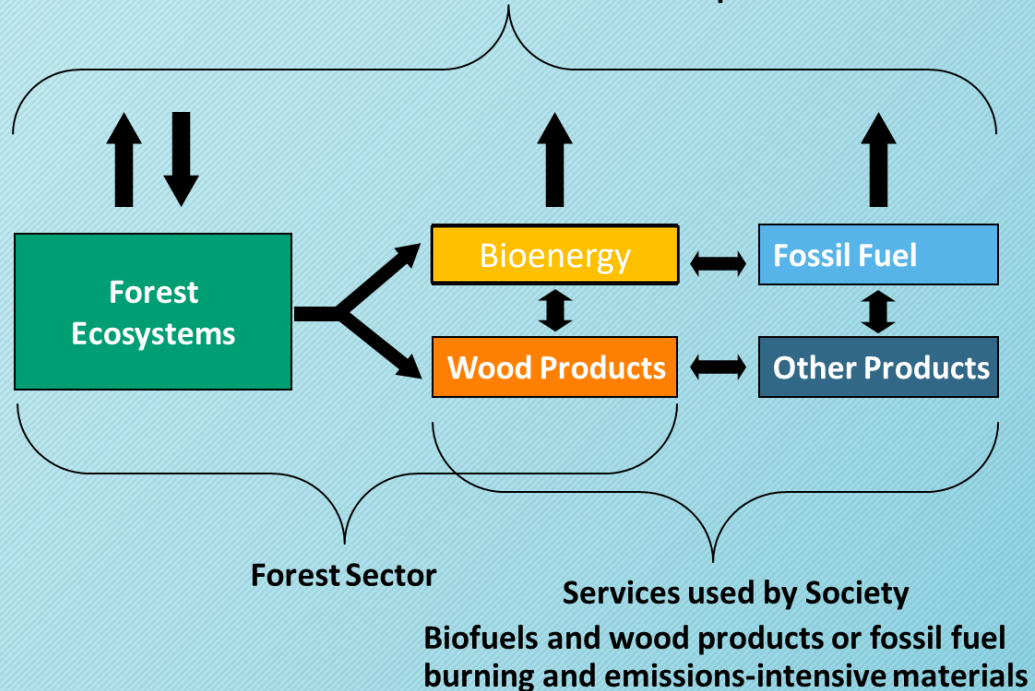 Forest
Ecosystems
Bioenergy
Fossil Fuel
Wood Products
Other Products
Forest Sector
Services used by Society
Biofuels and wood products or fossil fuel
burning and emissions-intensive materials